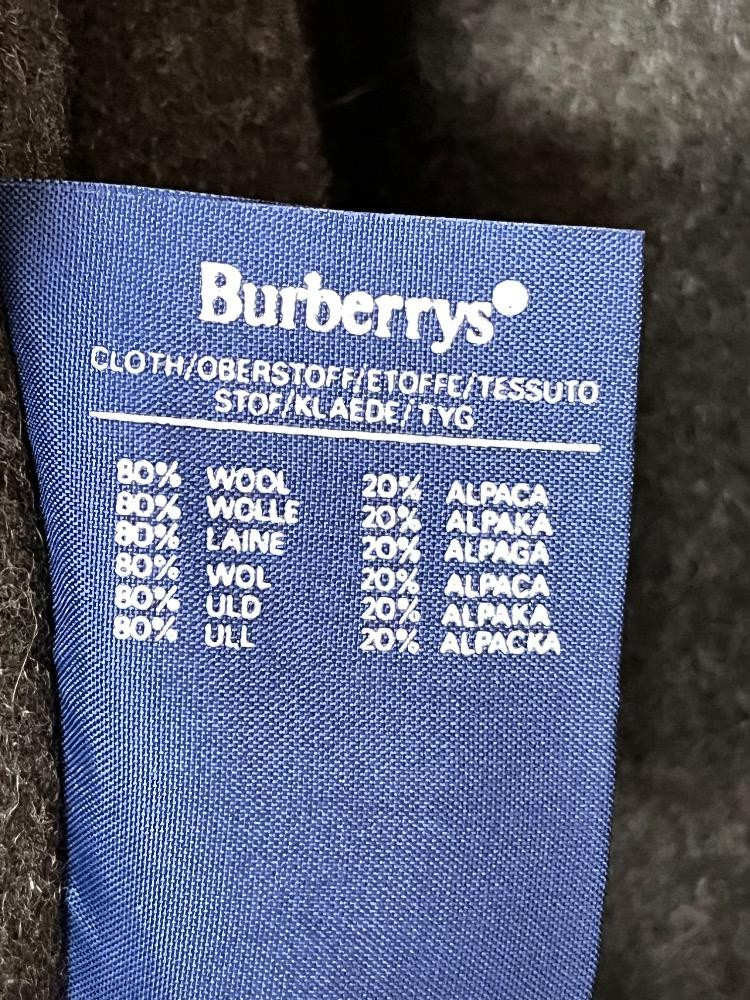 Burberrys
CLOTH/OBERSTOFF/ETOFFE/TESSUTO
STOF/KLAEDE/TYG
80% WOOL 20% ALPACA
80% WOLLE 20% ALPAKA
80% LAINE 20% ALPAGA
80% WOL 20% ALPACA
80% ULD 20% ALPAKA
80% ULL 20% ALPACKA